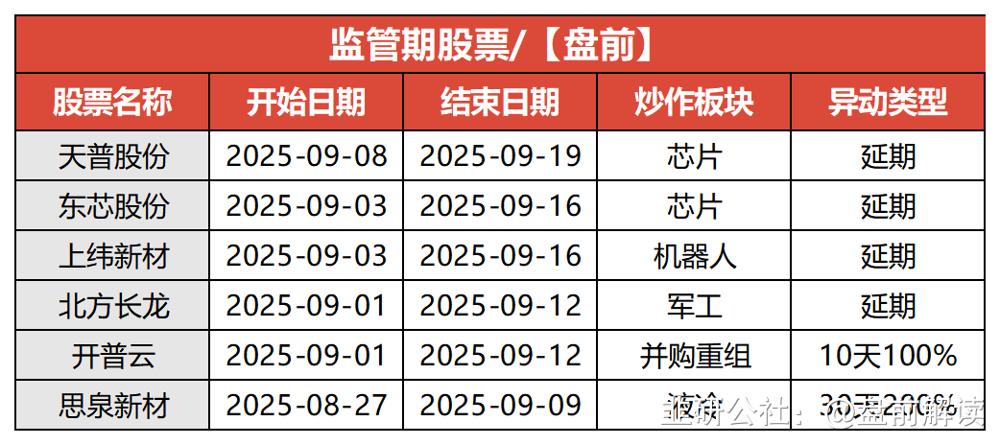 监管期股票/【盘前】
股票名称 开始日期 结束日期 炒作板块 异动类型
天普股份 2025-09-08 2025-09-19 芯片 延期
东芯股份 2025-09-03 2025-09-16 芯片 延期
上纬新材 2025-09-03 2025-09-16 机器人 延期
北方长龙 2025-09-01 2025-09-12 军工 延期
开普云 2025-09-01 2025-09-12 并购重组 10天100%
思泉新材 2025-08-27 2025-09-09 液冷 30天200%
韭研公社：@盘前解读